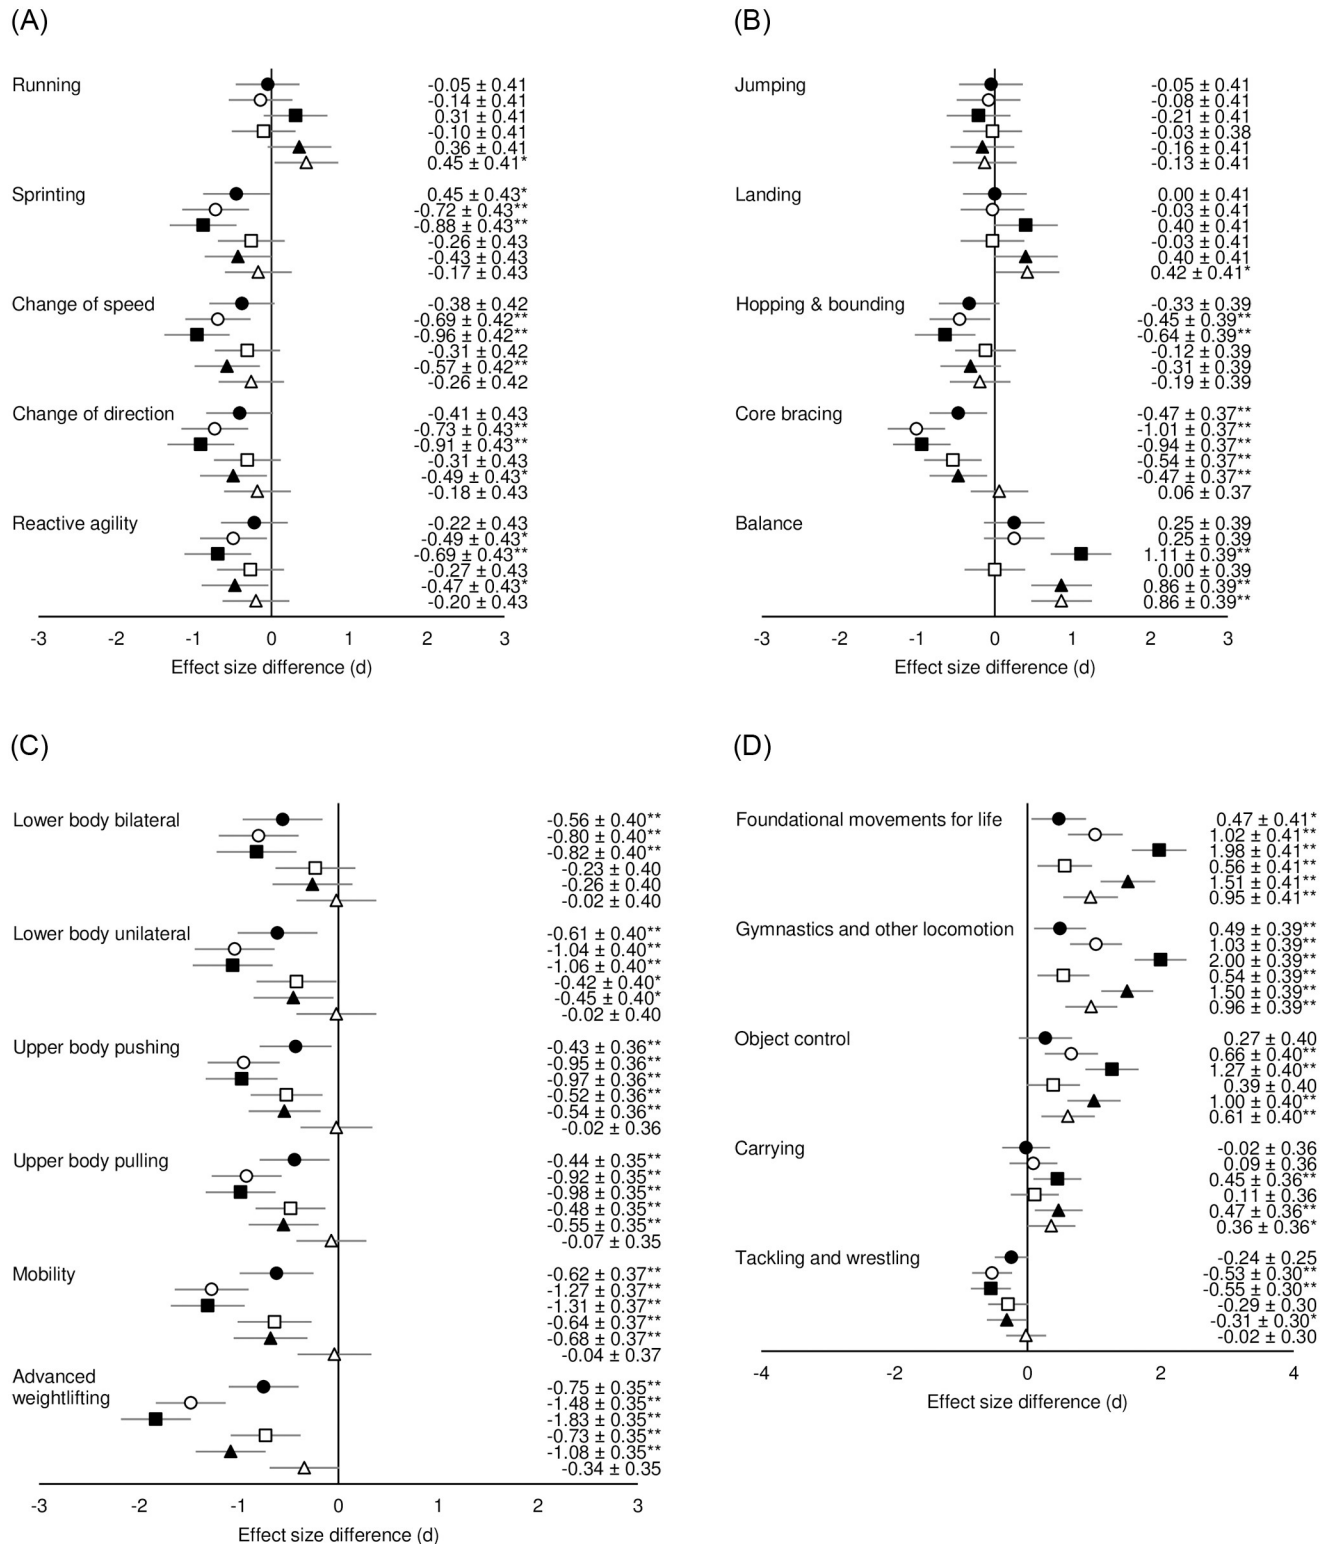 (A)
Running
-0.05 ± 0.41
-0.14 ± 0.41
0.31 ± 0.41
-0.10 ± 0.41
0.36 ± 0.41
0.45 ± 0.41*
Sprinting
0.45 ± 0.43*
-0.72 ± 0.43**
-0.88 ± 0.43**
-0.26 ± 0.43
-0.43 ± 0.43
-0.17 ± 0.43
Change of speed
-0.38 ± 0.42
-0.69 ± 0.42**
-0.96 ± 0.42**
-0.31 ± 0.42
-0.57 ± 0.42**
-0.26 ± 0.42
Change of direction
-0.41 ± 0.43
-0.73 ± 0.43**
-0.91 ± 0.43**
-0.31 ± 0.43
-0.49 ± 0.43*
-0.18 ± 0.43
Reactive agility
-0.22 ± 0.43
-0.49 ± 0.43*
-0.69 ± 0.43**
-0.27 ± 0.43
-0.47 ± 0.43*
-0.20 ± 0.43
-3 -2 -1 0 1 2 3
Effect size difference (d)
(B)
Jumping
-0.05 ± 0.41
-0.08 ± 0.41
-0.21 ± 0.41
-0.03 ± 0.38
-0.16 ± 0.41
-0.13 ± 0.41
Landing
0.00 ± 0.41
-0.03 ± 0.41
0.40 ± 0.41
-0.03 ± 0.41
0.40 ± 0.41
0.42 ± 0.41*
Hopping & bounding
-0.33 ± 0.39
-0.45 ± 0.39**
-0.64 ± 0.39**
-0.12 ± 0.39
-0.31 ± 0.39
-0.19 ± 0.39
Core bracing
-0.47 ± 0.37**
-1.01 ± 0.37**
-0.94 ± 0.37**
-0.54 ± 0.37**
-0.47 ± 0.37**
0.06 ± 0.37
Balance
0.25 ± 0.39
0.25 ± 0.39
1.11 ± 0.39**
0.00 ± 0.39
0.86 ± 0.39**
0.86 ± 0.39**
-3 -2 -1 0 1 2 3
Effect size difference (d)
(C)
Lower body bilateral
-0.56 ± 0.40**
-0.80 ± 0.40**
-0.82 ± 0.40**
-0.23 ± 0.40
-0.26 ± 0.40
-0.02 ± 0.40
Lower body unilateral
-0.61 ± 0.40**
-1.04 ± 0.40**
-1.06 ± 0.40**
-0.42 ± 0.40*
-0.45 ± 0.40*
-0.02 ± 0.40
Upper body pushing
-0.43 ± 0.36**
-0.95 ± 0.36**
-0.97 ± 0.36**
-0.52 ± 0.36**
-0.54 ± 0.36**
-0.02 ± 0.36
Upper body pulling
-0.44 ± 0.35**
-0.92 ± 0.35**
-0.98 ± 0.35**
-0.48 ± 0.35**
-0.55 ± 0.35**
-0.07 ± 0.35
Mobility
-0.62 ± 0.37**
-1.27 ± 0.37**
-1.31 ± 0.37**
-0.64 ± 0.37**
-0.68 ± 0.37**
-0.04 ± 0.37
Advanced
weightlifting
-0.75 ± 0.35**
-1.48 ± 0.35**
-1.83 ± 0.35**
-0.73 ± 0.35**
-1.08 ± 0.35**
-0.34 ± 0.35
-3 -2 -1 0 1 2 3
Effect size difference (d)
(D)
Foundational movements for life
0.47 ± 0.41*
1.02 ± 0.41**
1.98 ± 0.41**
0.56 ± 0.41**
1.51 ± 0.41**
0.95 ± 0.41**
Gymnastics and other locomotion
0.49 ± 0.39**
1.03 ± 0.39**
2.00 ± 0.39**
0.54 ± 0.39**
1.50 ± 0.39**
0.96 ± 0.39**
Object control
0.27 ± 0.40
0.66 ± 0.40**
1.27 ± 0.40**
0.39 ± 0.40
1.00 ± 0.40**
0.61 ± 0.40**
Carrying
-0.02 ± 0.36
0.09 ± 0.36
0.45 ± 0.36**
0.11 ± 0.36
0.47 ± 0.36**
0.36 ± 0.36*
Tackling and wrestling
-0.24 ± 0.25
-0.53 ± 0.30**
-0.55 ± 0.30**
-0.29 ± 0.30
-0.31 ± 0.30*
-0.02 ± 0.30
-4 -2 0 2 4
Effect size difference (d)